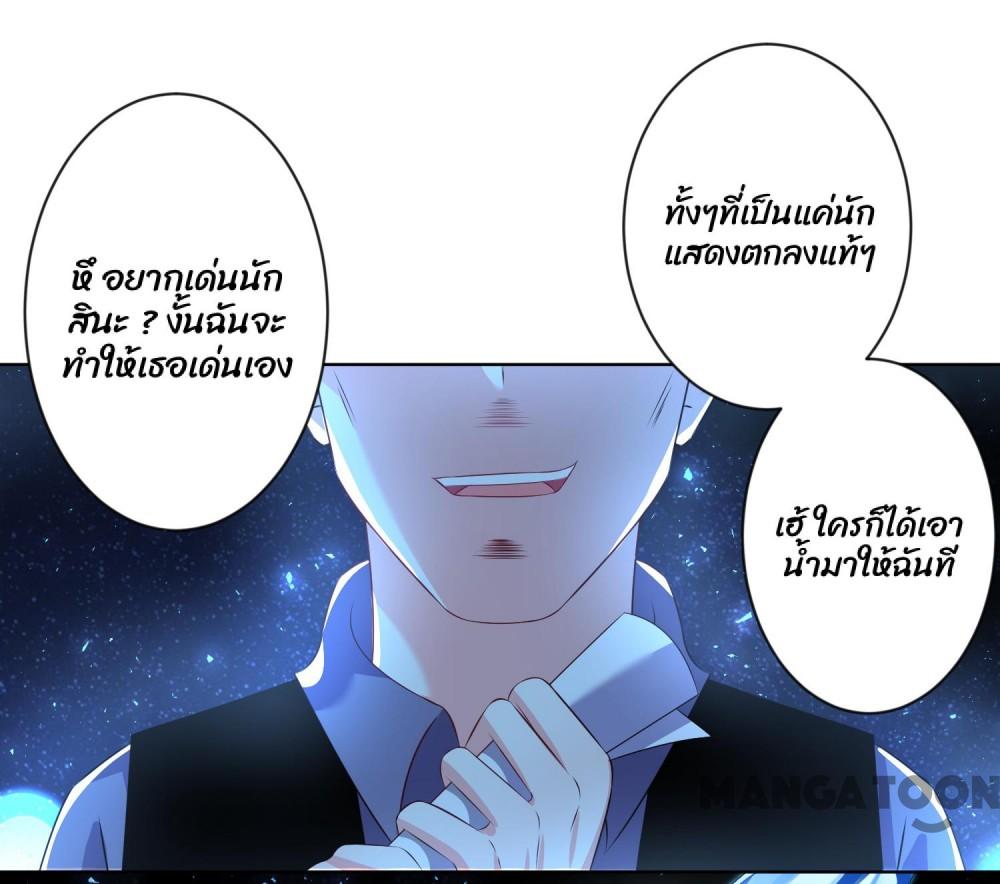 หึ อยากเด่นนัก
สินะ ? งั้นฉันจะ
ทำให้เธอเด่นเอง
ทั้งๆที่เป็นแค่นัก
แสดงตกลงแท้ๆ
เฮ้ ใครก็ได้เอา
น้ำมาให้ฉันที
MANGATOON